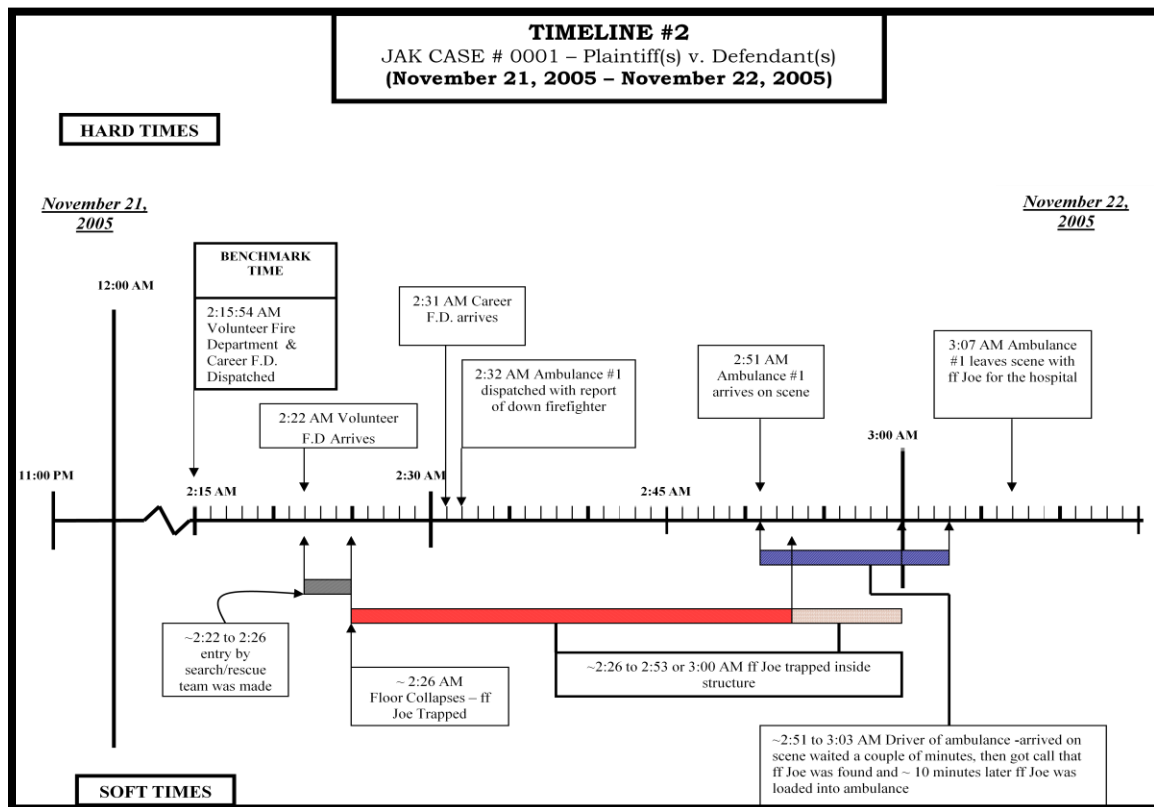 TIMELINE #2
JAK CASE # 0001 – Plaintiff(s) v. Defendant(s)
(November 21, 2005 – November 22, 2005)
HARD TIMES
November 21,
2005
November 22,
2005
12:00 AM
BENCHMARK
TIME
2:15:54 AM
Volunteer Fire
Department &
Career F.D.
Dispatched
2:22 AM Volunteer
F.D Arrives
2:31 AM Career
F.D. arrives
2:32 AM Ambulance #1
dispatched with report
of down firefighter
2:51 AM
Ambulance #1
arrives on scene
3:07 AM Ambulance
#1 leaves scene with
ff Joe for the hospital
11:00 PM
2:15 AM
2:30 AM
2:45 AM
3:00 AM
~2:22 to 2:26
entry by
search/rescue
team was made
~ 2:26 AM
Floor Collapses – ff
Joe Trapped
~2:26 to 2:53 or 3:00 AM ff Joe trapped inside
structure
~2:51 to 3:03 AM Driver of ambulance -arrived on
scene waited a couple of minutes, then got call that
ff Joe was found and ~ 10 minutes later ff Joe was
loaded into ambulance
SOFT TIMES